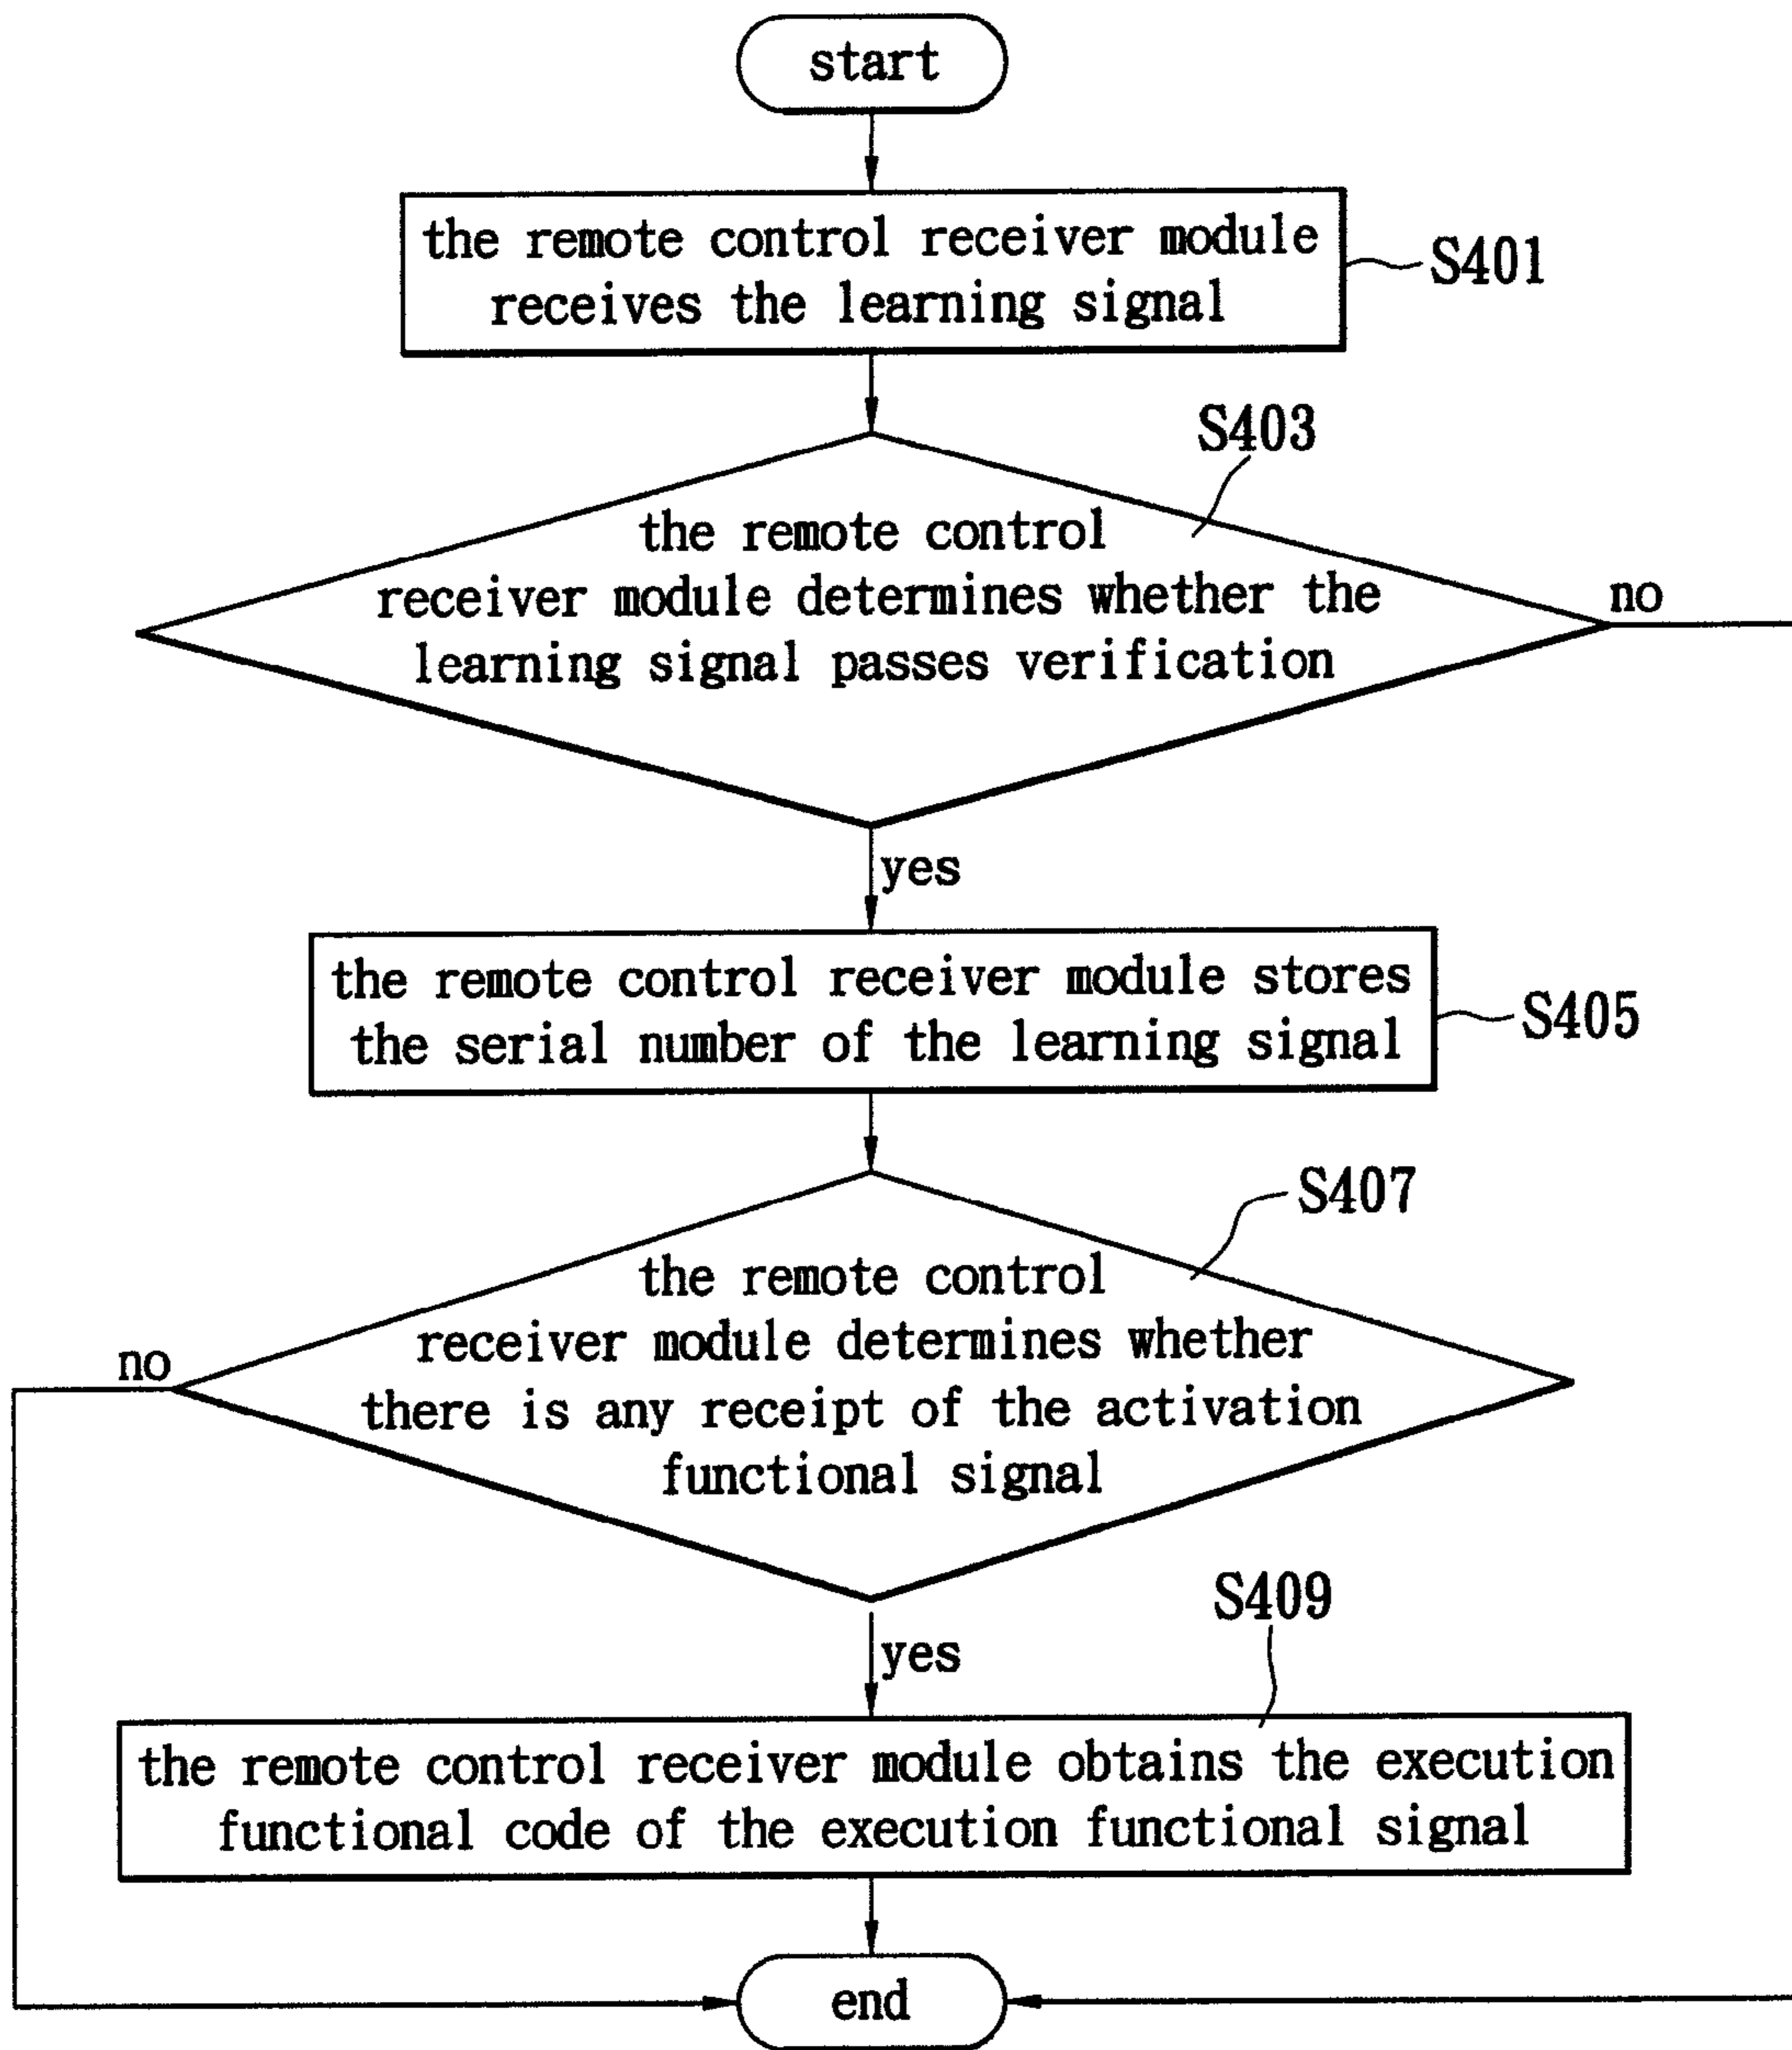 start
the remote control receiver module
receives the learning signal
S401
S403
the remote control
receiver module determines whether the
learning signal passes verification
no
yes
the remote control receiver module stores
the serial number of the learning signal
S405
S407
the remote control
receiver module determines whether
there is any receipt of the activation
functional signal
no
yes
S409
the remote control receiver module obtains the execution
functional code of the execution functional signal
end